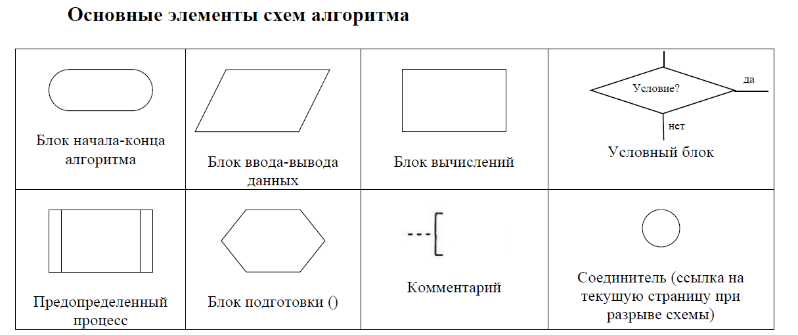 Основные элементы схем алгоритма
Блок начала-конца
алгоритма
Блок ввода-вывода
данных
Блок вычислений
Условие?
да
нет
Условный блок
Предопределенный
процесс
Блок подготовки ()
Комментарий
Соединитель (ссылка на
текущую страницу при
разрыве схемы)